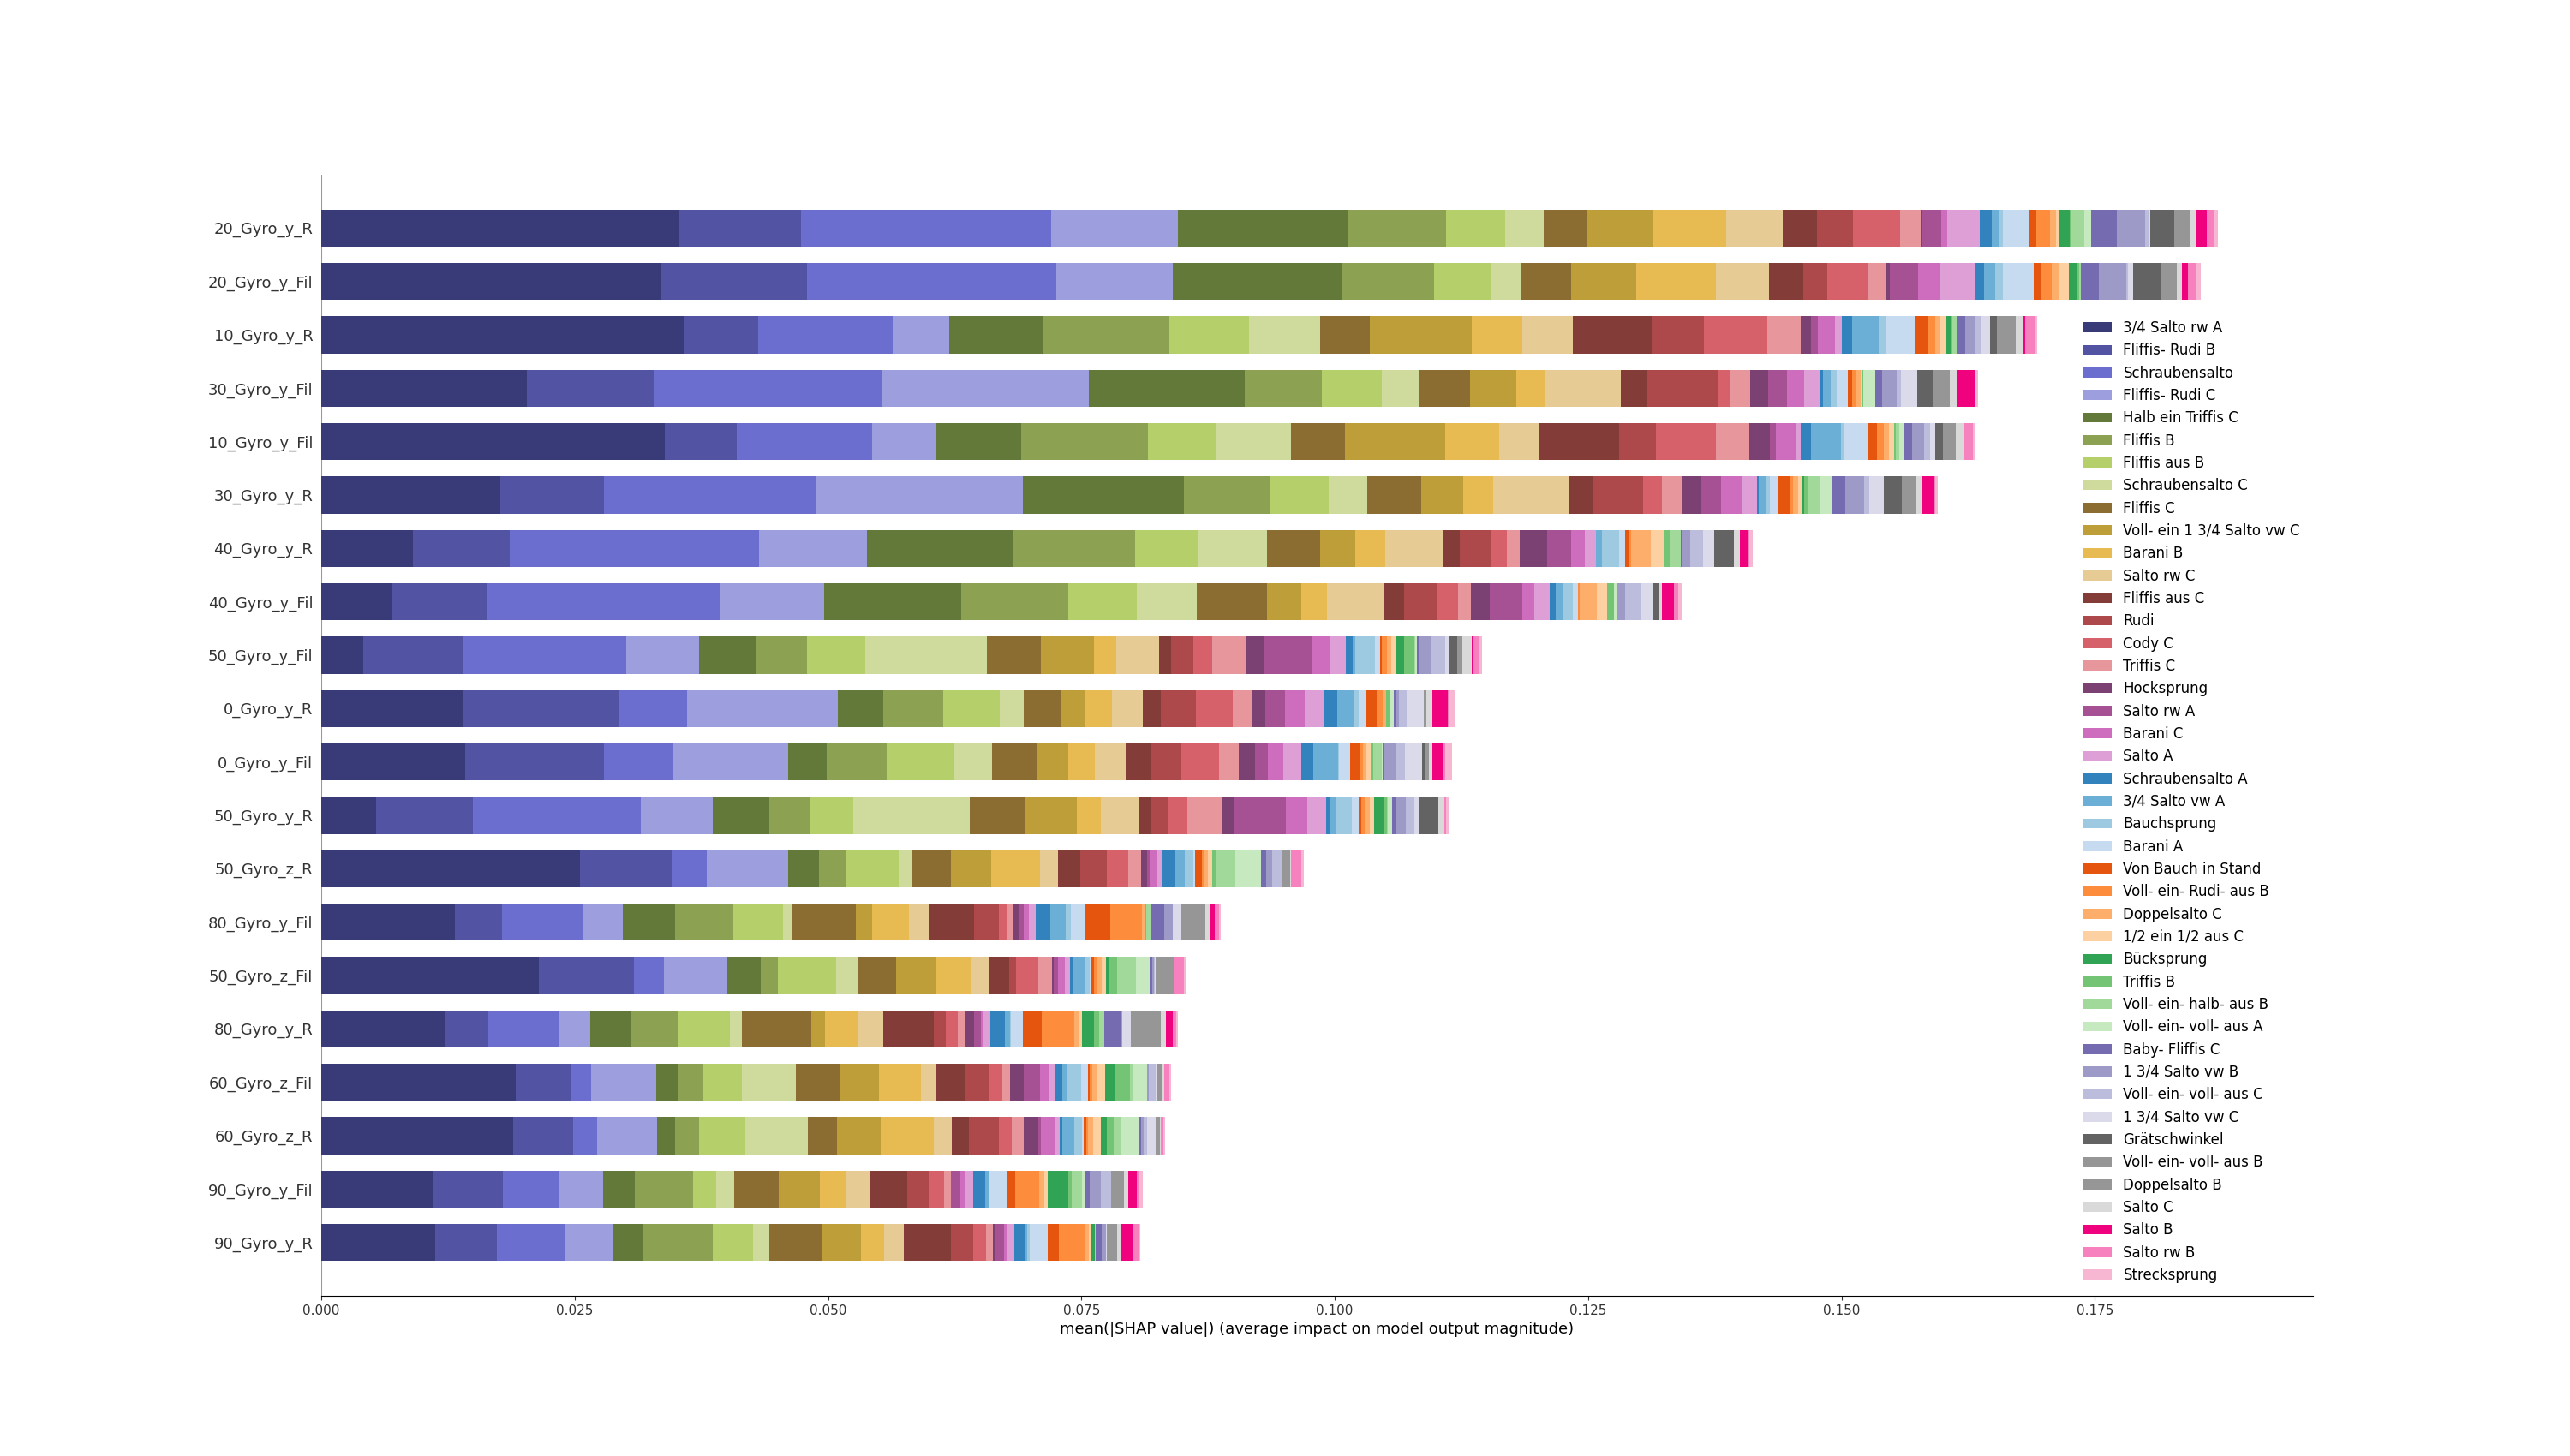 20_Gyro_y_R
20_Gyro_y_Fil
10_Gyro_y_R
30_Gyro_y_Fil
10_Gyro_y_Fil
30_Gyro_y_R
40_Gyro_y_R
40_Gyro_y_Fil
50_Gyro_y_Fil
0_Gyro_y_R
0_Gyro_y_Fil
50_Gyro_y_R
50_Gyro_z_R
80_Gyro_y_Fil
50_Gyro_z_Fil
80_Gyro_y_R
60_Gyro_z_Fil
60_Gyro_z_R
90_Gyro_y_Fil
90_Gyro_y_R
3/4 Salto rw A
Fliffis- Rudi B
Schraubensalto
Fliffis- Rudi C
Halb ein Triffis C
Fliffis B
Fliffis aus B
Schraubensalto C
Fliffis C
Voll- ein 1 3/4 Salto vw C
Barani B
Salto rw C
Fliffis aus C
Rudi
Cody C
Triffis C
Hocksprung
Salto rw A
Barani C
Salto A
Schraubensalto A
3/4 Salto vw A
Bauchsprung
Barani A
Von Bauch in Stand
Voll- ein- Rudi- aus B
Doppelsalto C
1/2 ein 1/2 aus C
Bücksprung
Triffis B
Voll- ein- halb- aus B
Voll- ein- voll- aus A
Baby- Fliffis C
1 3/4 Salto vw B
Voll- ein- voll- aus C
1 3/4 Salto vw C
Grätschwinkel
Voll- ein- voll- aus B
Doppelsalto B
Salto C
Salto B
Salto rw B
Strecksprung
0.000 0.025 0.050 0.075 0.100 0.125 0.150 0.175
mean(|SHAP value|) (average impact on model output magnitude)